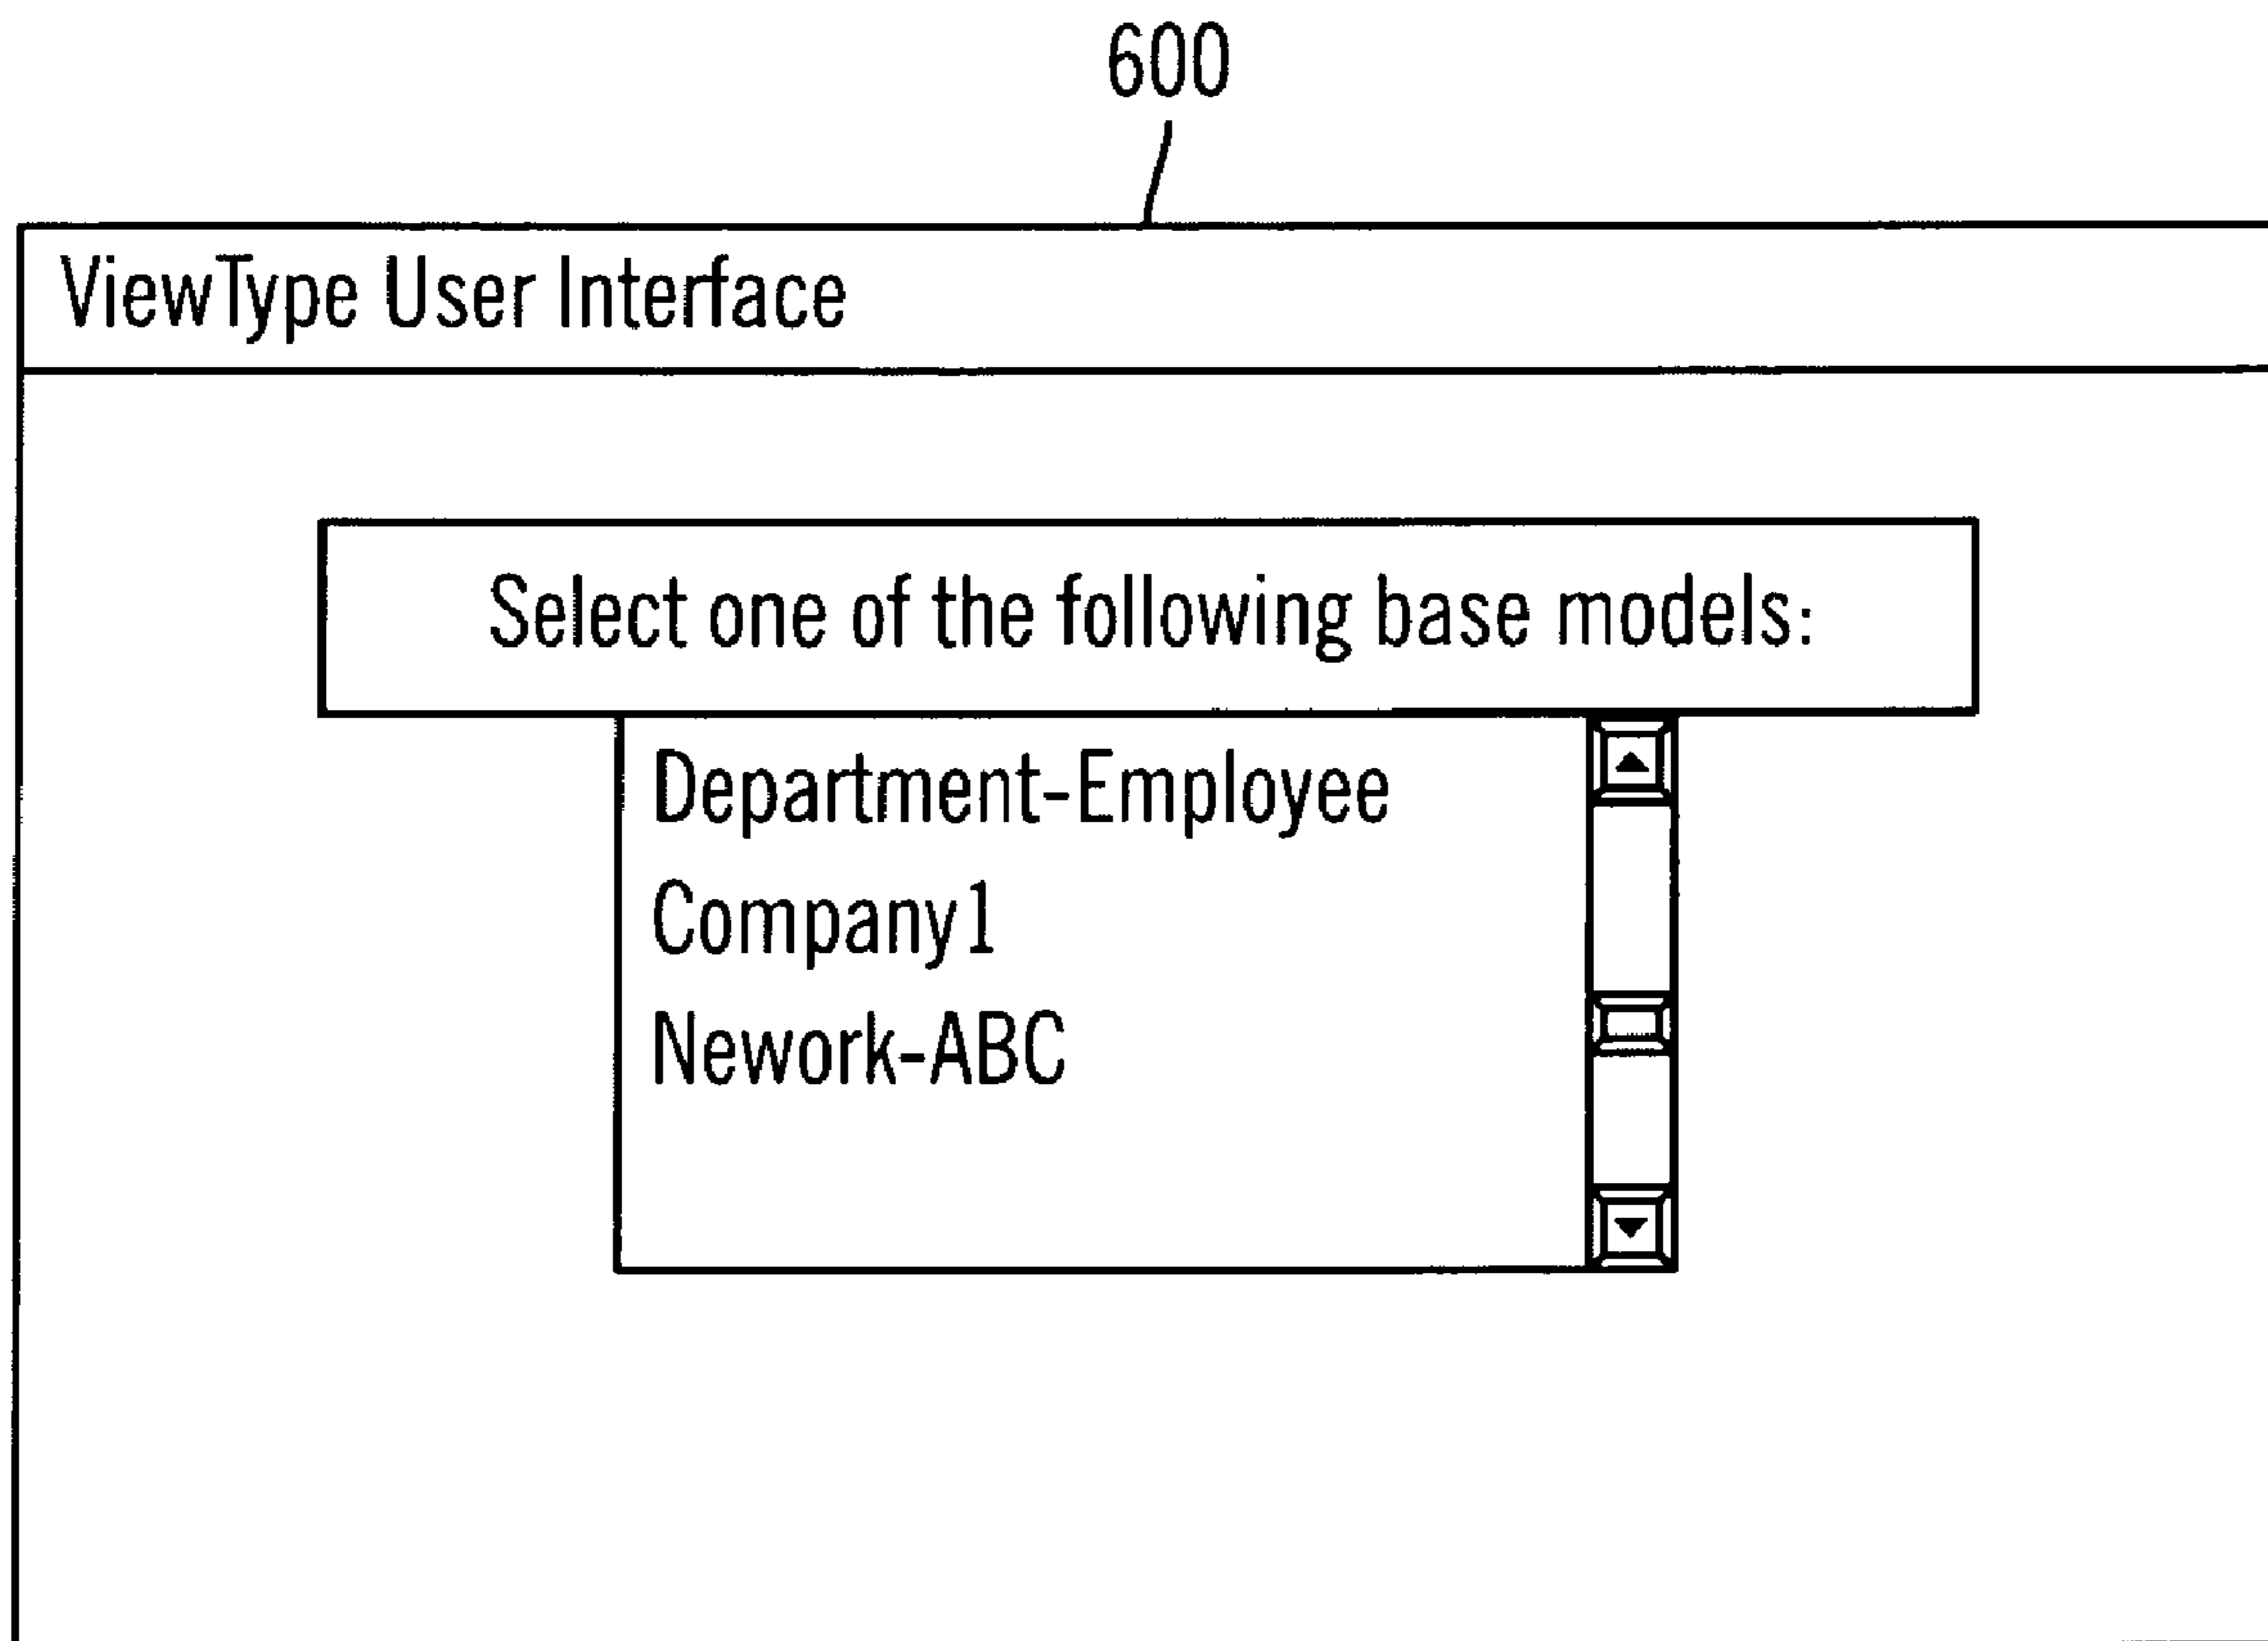 600
ViewType User Interface
Select one of the following base models:
Department-Employee
Company1
Nework-ABC